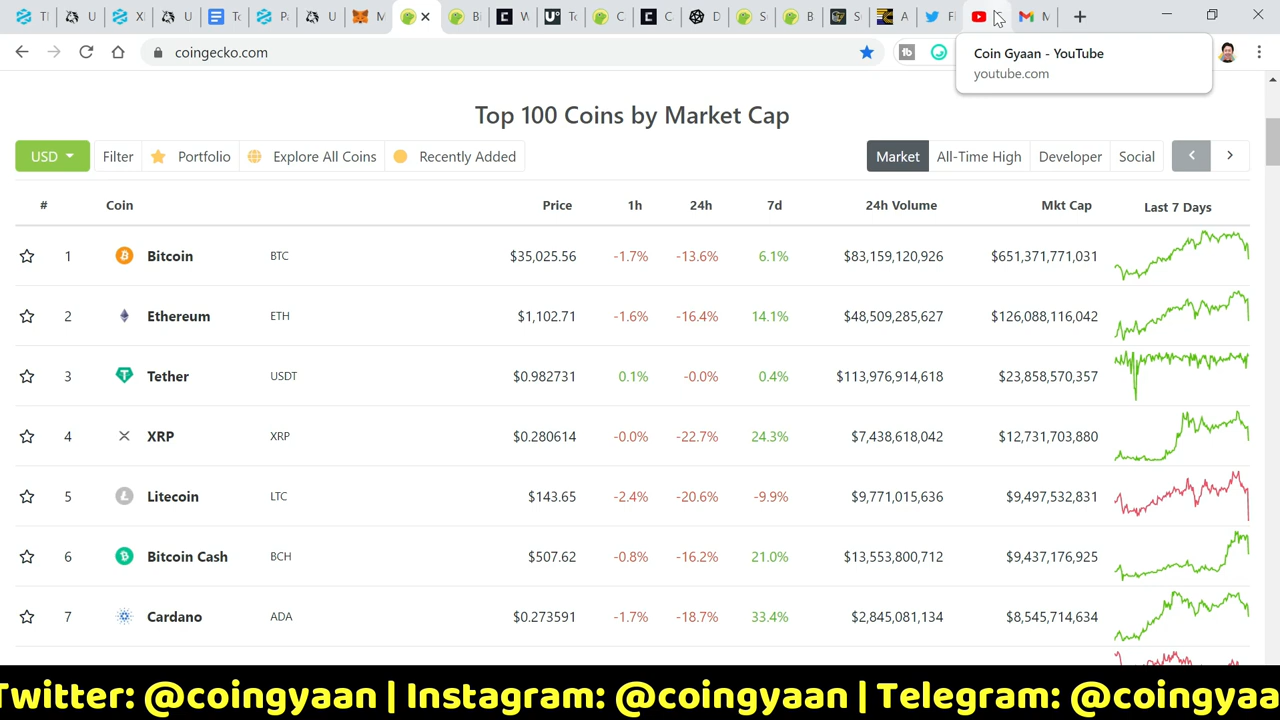 TI
U
XI
U
To
Pa
U
M
Bi
W
To
C
D
S
B
S
A
Fl
M
coingecko.com
tb
Coin Gyaan - YouTube
youtube.com
Top 100 Coins by Market Cap
USD Filter Portfolio Explore All Coins Recently Added Market All-Time High Developer Social
# Coin Price 1h 24h 7d 24h Volume Mkt Cap Last 7 Days
1 Bitcoin BTC $35,025.56 -1.7% -13.6% 6.1% $83,159,120,926 $651,371,771,031
2 Ethereum ETH $1,102.71 -1.6% -16.4% 14.1% $48,509,285,627 $126,088,116,042
3 Tether USDT $0.982731 0.1% -0.0% 0.4% $113,976,914,618 $23,858,570,357
4 XRP XRP $0.280614 -0.0% -22.7% 24.3% $7,438,618,042 $12,731,703,880
5 Litecoin LTC $143.65 -2.4% -20.6% -9.9% $9,771,015,636 $9,497,532,831
6 Bitcoin Cash BCH $507.62 -0.8% -16.2% 21.0% $13,553,800,712 $9,437,176,925
7 Cardano ADA $0.273591 -1.7% -18.7% 33.4% $2,845,081,134 $8,545,714,634
Twitter: @coingyaan | Instagram: @coingyaan | Telegram: @coingyaa